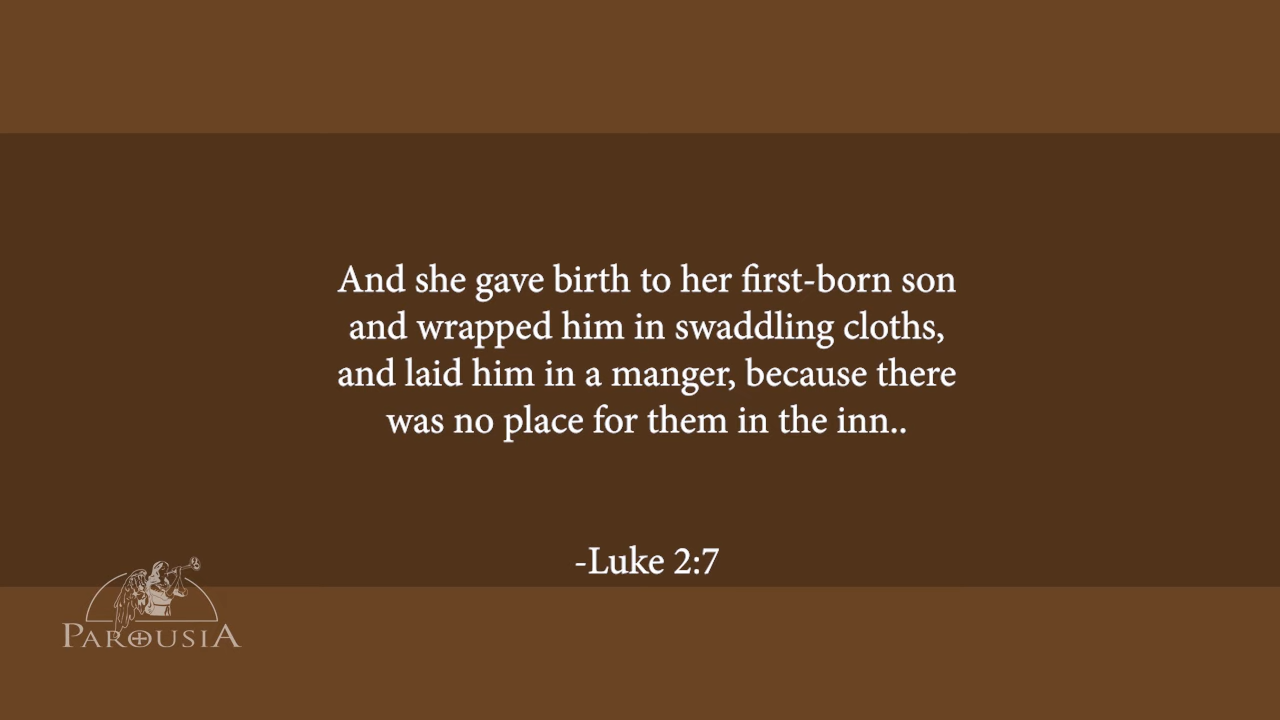 And she gave birth to her first-born son
and wrapped him in swaddling cloths,
and laid him in a manger, because there
was no place for them in the inn..
-Luke 2:7
PAROUSIA